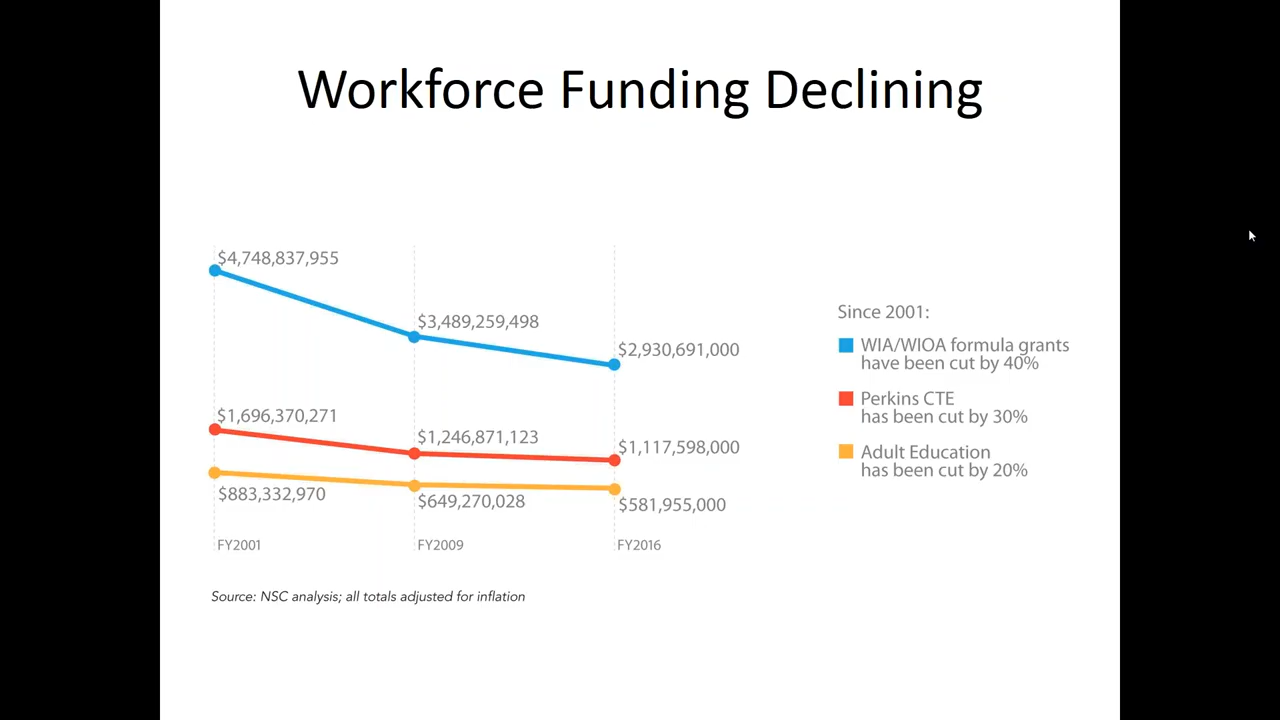 Workforce Funding Declining
$4,748,837,955
$3,489,259,498
$2,930,691,000
$1,696,370,271
$1,246,871,123
$1,117,598,000
$883,332,970
$649,270,028
$581,955,000
FY2001
FY2009
FY2016
Since 2001:
WIA/WIOA formula grants
have been cut by 40%
Perkins CTE
has been cut by 30%
Adult Education
has been cut by 20%
Source: NSC analysis; all totals adjusted for inflation